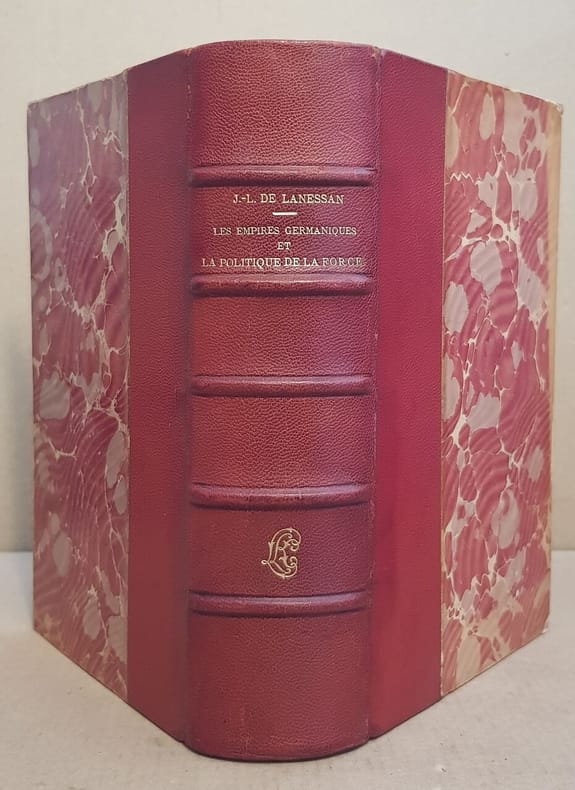 J.-L. DE LANESSAN
LES EMPIRES GERMANIQUES
ET
LA POLITIQUE DE LA FORCE